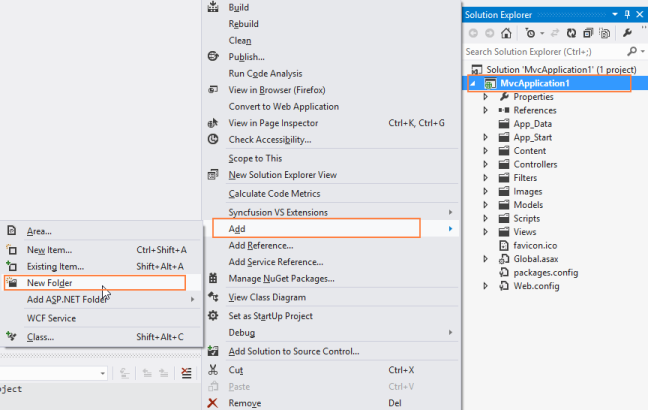 Build
Rebuild
Clean
Publish...
Run Code Analysis
View in Browser (Firefox)
Convert to Web Application
View in Page Inspector Ctrl+K, Ctrl+G
Check Accessibility...
Scope to This
New Solution Explorer View
Calculate Code Metrics
Syncfusion VS Extensions
Add
Add Reference...
Add Service Reference...
Manage NuGet Packages...
View Class Diagram
Set as StartUp Project
Debug
Add Solution to Source Control...
Cut Ctrl+X
Paste Ctrl+V
Remove Del
Area...
New Item... Ctrl+Shift+A
Existing Item... Shift+Alt+A
New Folder
Add ASP.NET Folder
WCF Service
Class... Shift+Alt+C
oject
Solution Explorer
Search Solution Explorer (Ctrl+;)
Solution 'MvcApplication1' (1 project)
MvcApplication1
Properties
References
App_Data
App_Start
Content
Controllers
Filters
Images
Models
Scripts
Views
favicon.ico
Global.asax
packages.config
Web.config